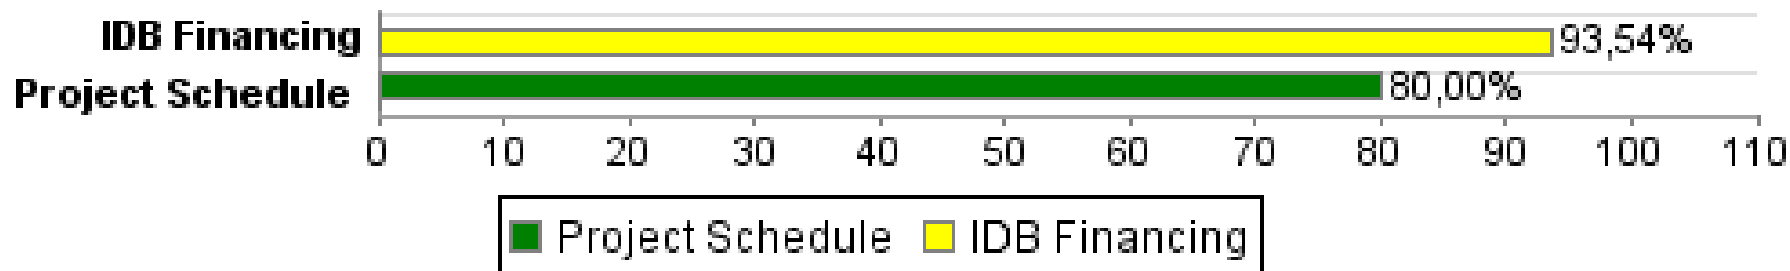 IDB Financing 93,54%
Project Schedule 80,00%
0 10 20 30 40 50 60 70 80 90 100 110
Project Schedule IDB Financing